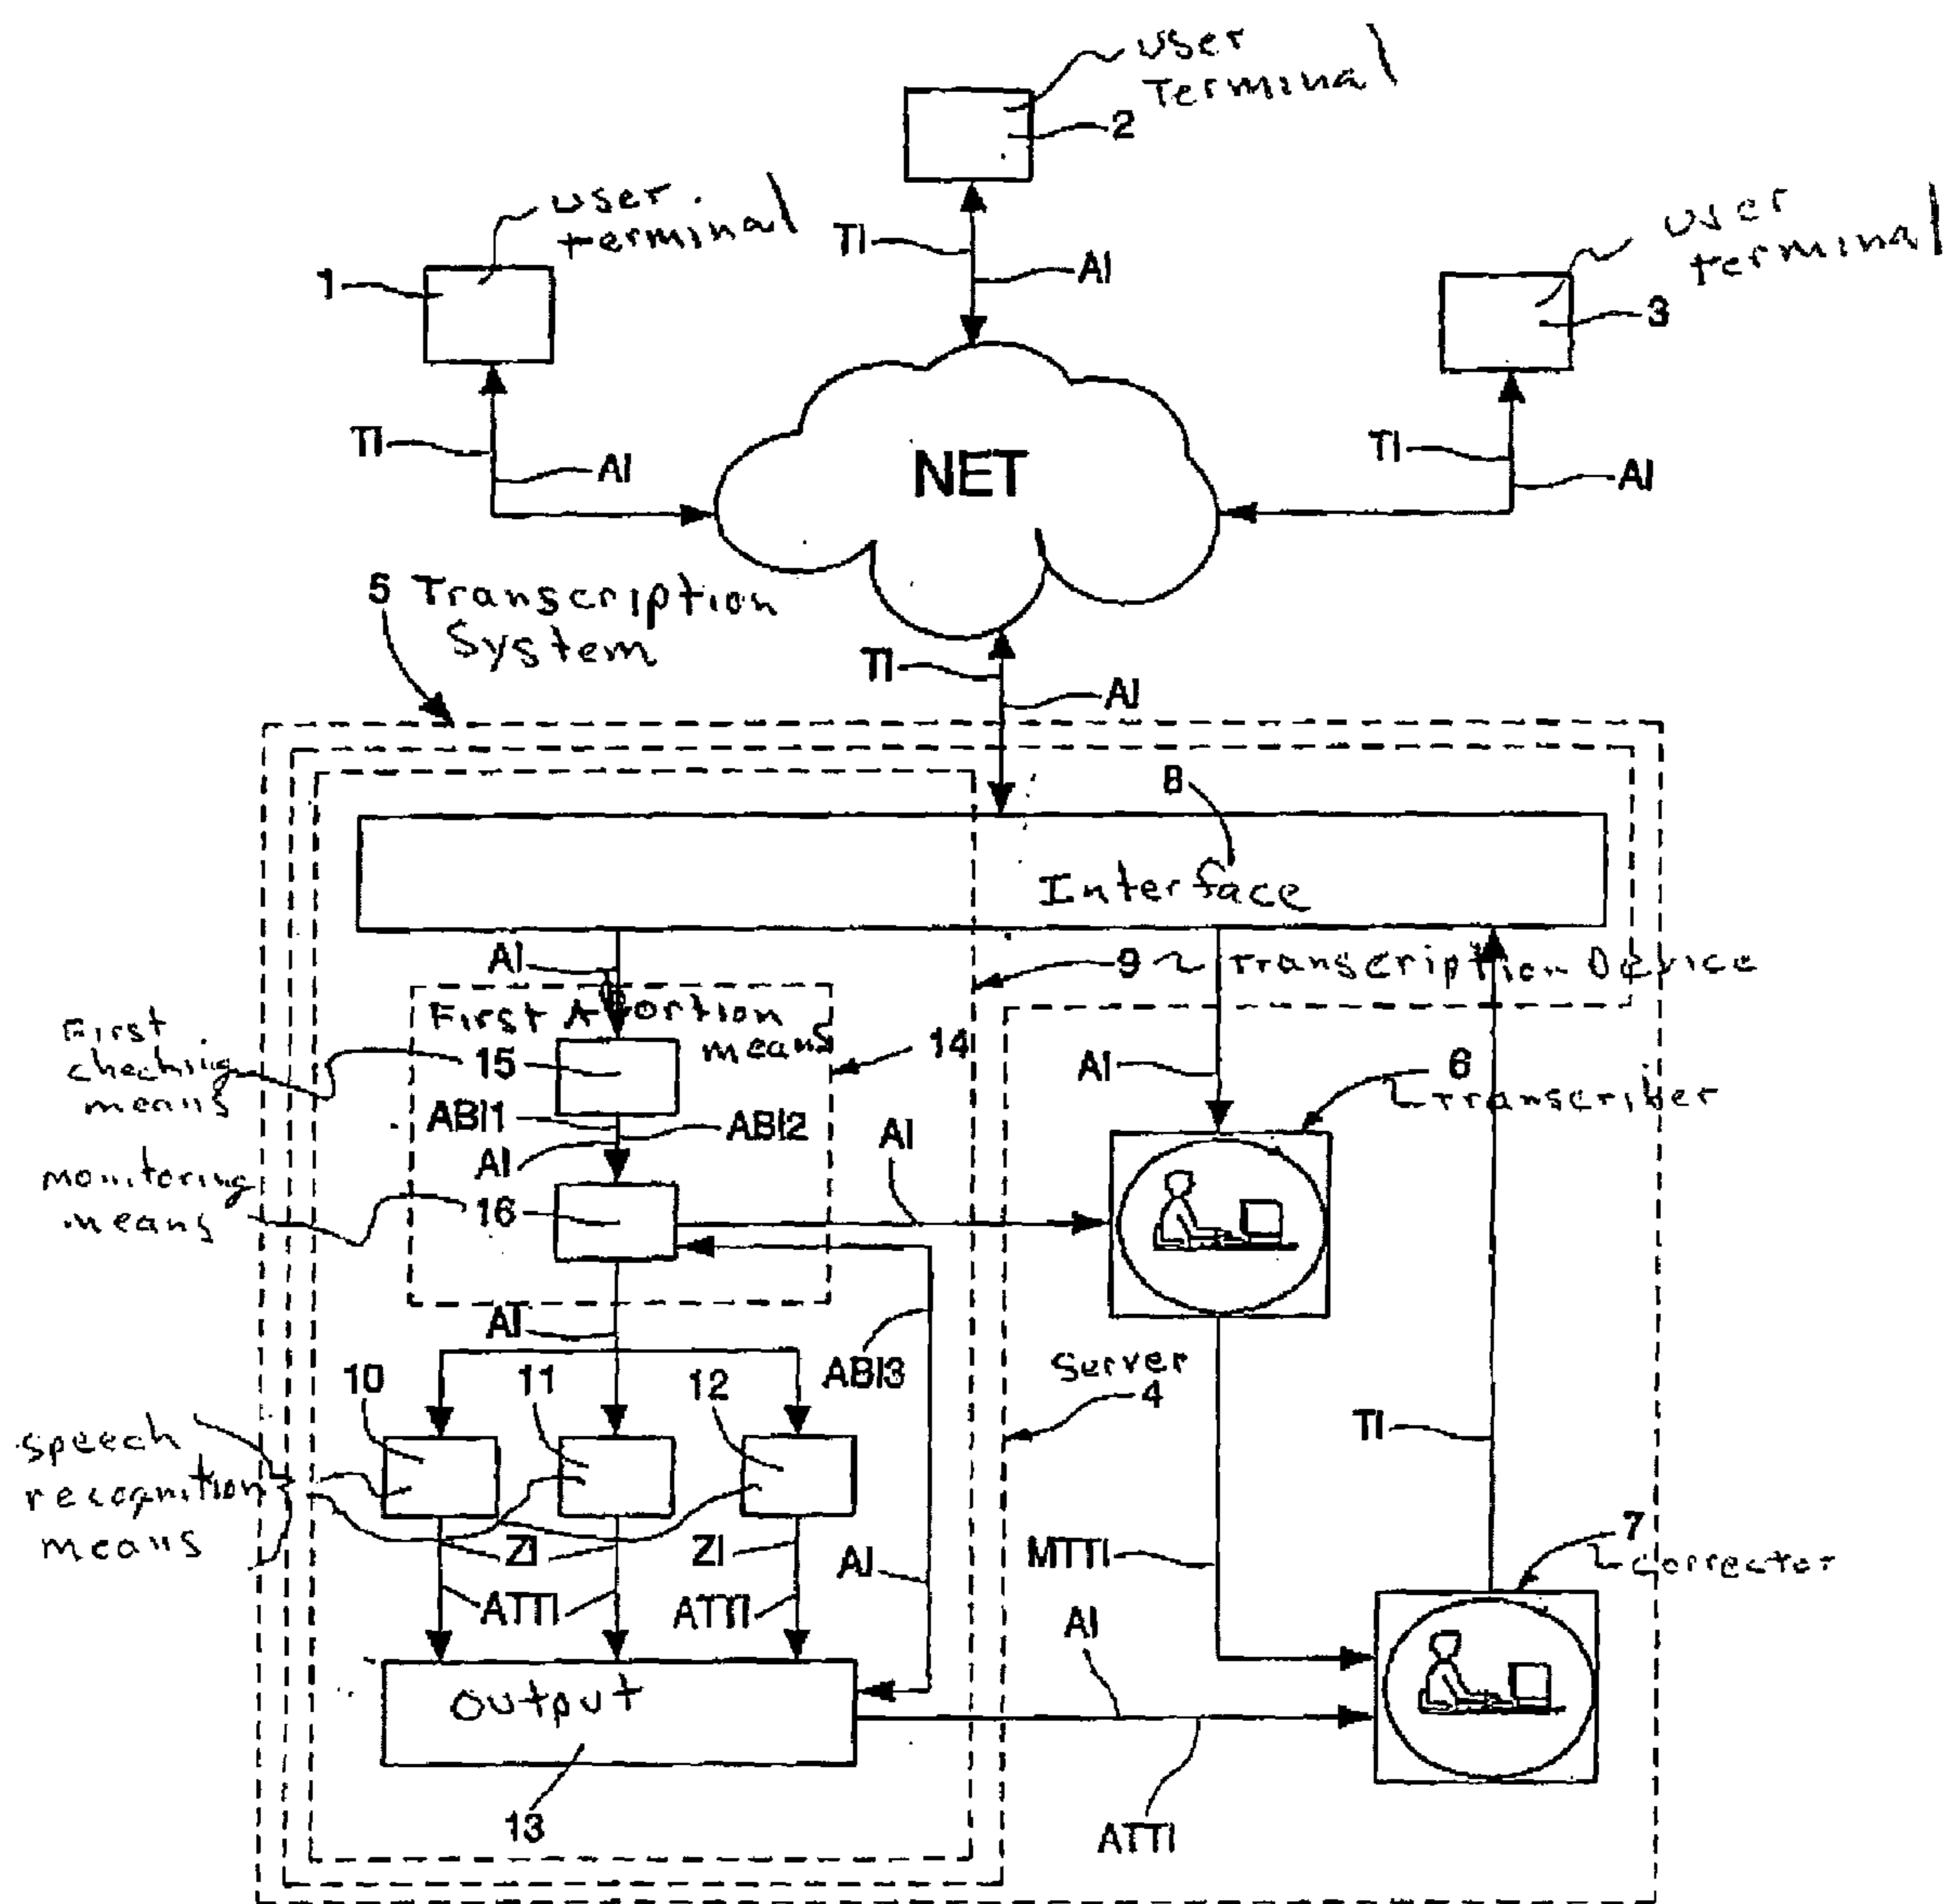 user
terminal
2
user.
terminal
TI
AI
user
terminal
1
3
TI
AI
NET
TI
AI
5 Transcription
System
TI
AI
8
Interface
AI
9 Transcription Device
First Abortion
means
14
First
checking
means
15
AI
6
Transcriber
ABI1
ABI2
AI
AI
monitoring
means
16
AI
ABI3
Server
4
10
11
12
TI
speech
recognition
means
ZI
ZI
AI
MTTI
7
corrector
ATTI
ATTI
AI
Output
13
ATTI